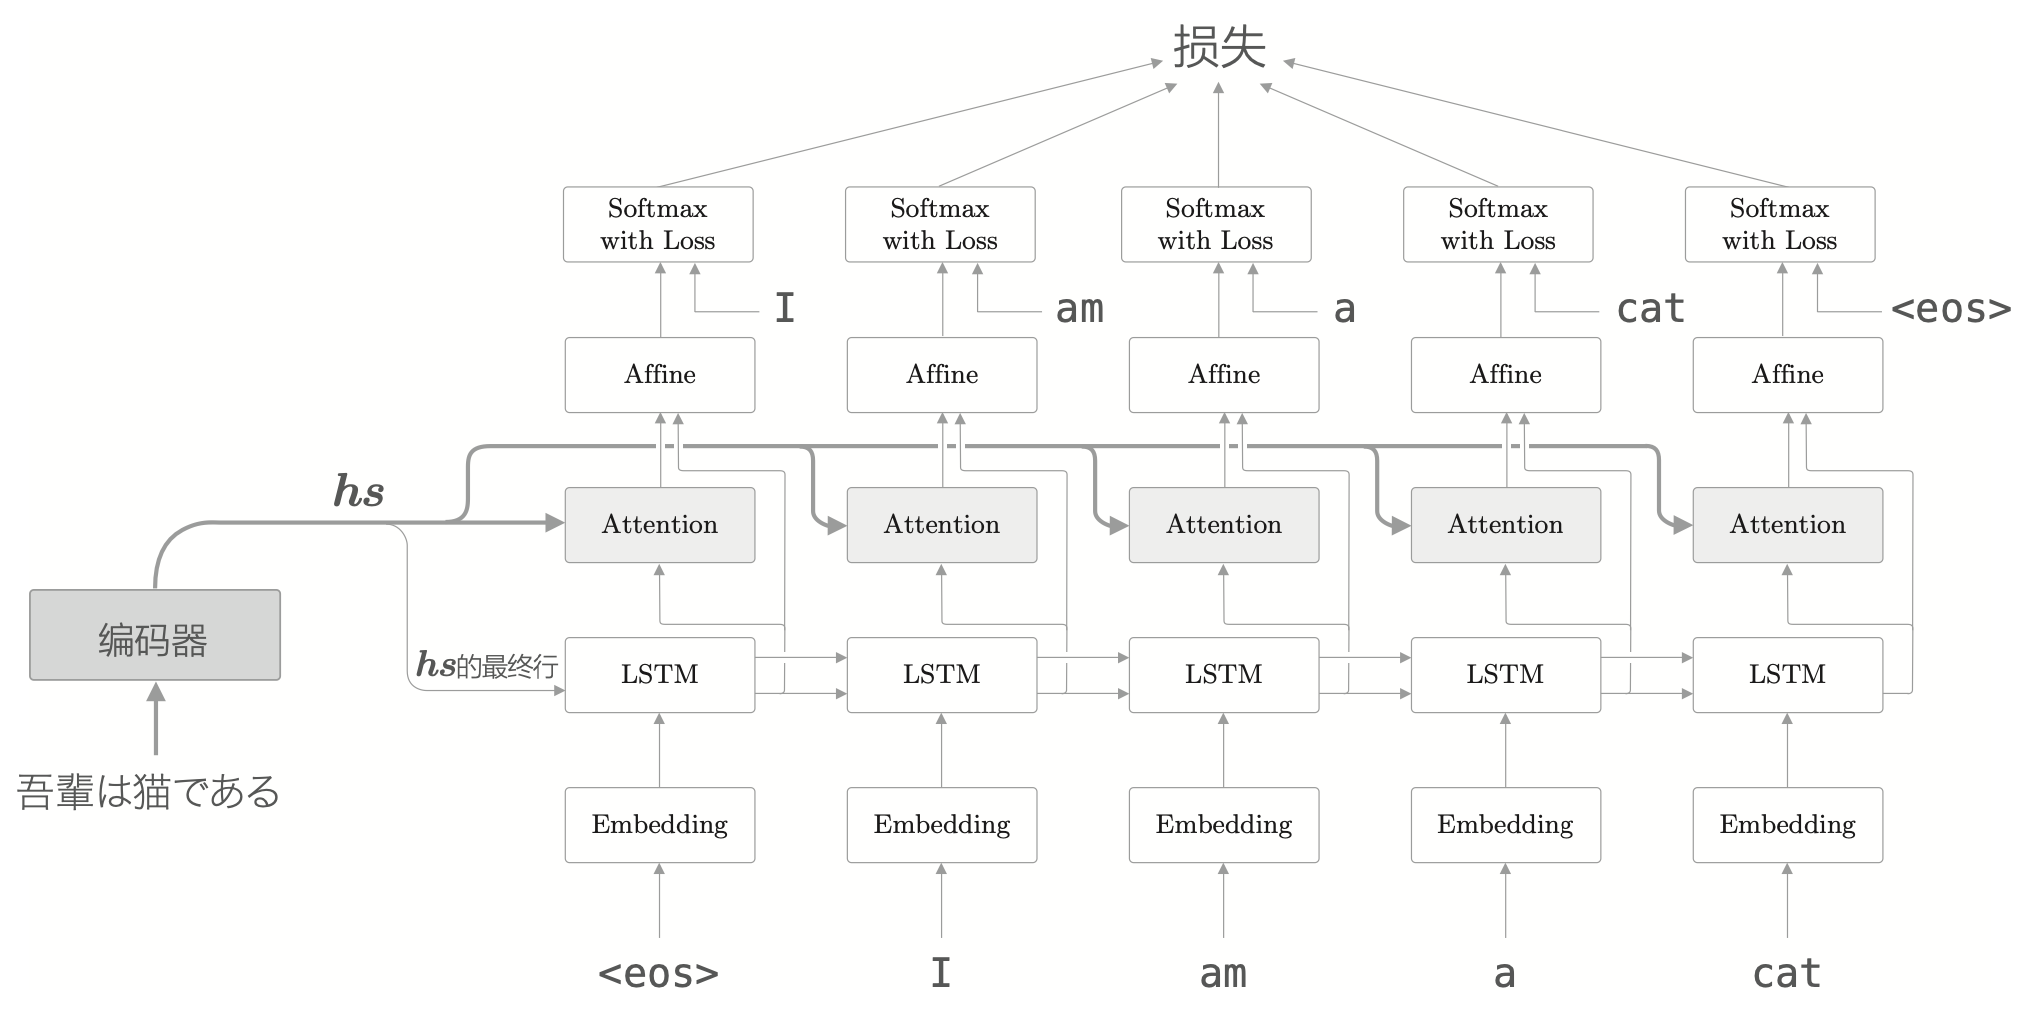 损失
Softmax with Loss
Softmax with Loss
Softmax with Loss
Softmax with Loss
Softmax with Loss
I
am
a
cat
<eos>
Affine
Affine
Affine
Affine
Affine
hs
Attention
Attention
Attention
Attention
Attention
编码器
hs的最终行
LSTM
LSTM
LSTM
LSTM
LSTM
吾輩は猫である
Embedding
Embedding
Embedding
Embedding
Embedding
<eos>
I
am
a
cat